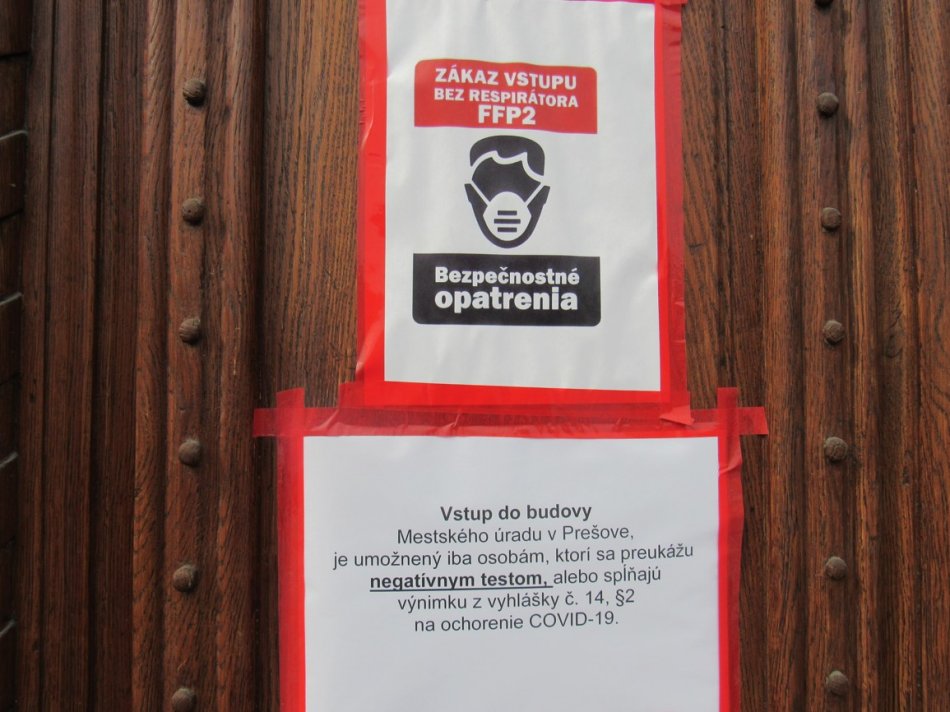 ZÁKAZ VSTUPU
BEZ RESPIRÁTORA
FFP2
Bezpečnostné
opatrenia
Vstup do budovy
Mestského úradu v Prešove,
je umožnený iba osobám, ktorí sa preukážu
negatívnym testom, alebo spĺňajú
výnimku z vyhlášky č. 14, §2
na ochorenie COVID-19.